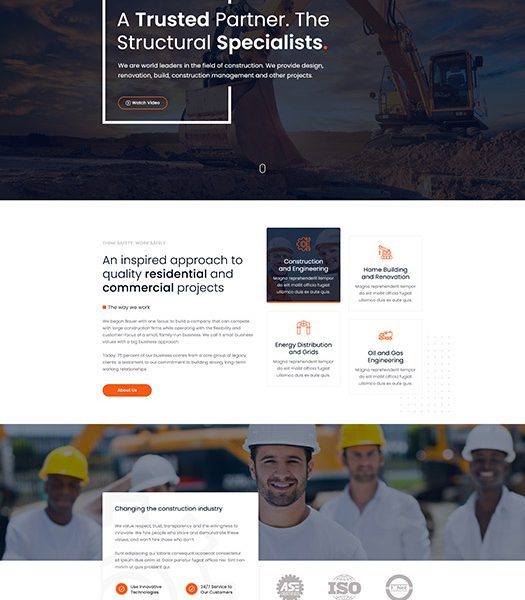 A Trusted Partner. The
Structural Specialists.
We are world leaders in the field of construction. We provide design,
renovation, build, construction management and other projects.
Watch Video
THINK SAFETY, WORK SAFELY
An inspired approach to
quality residential and
commercial projects
The way we work
We began Bauer with one focus to build a company that can compete
with large construction firms while operating with the flexibility and
customer-focus of a small, family-run business. We call it small business
values with a big business approach.
Today, 75 percent of our business comes from a core group of legacy
clients: a testament to our commitment to building strong, long-term
working relationships.
About Us
Construction
and Engineering
Magna reprehenderit tempor
do elit mollit officia fugiat
ullamco duis ex aute quis.
Home Building
and Renovation
Magna reprehenderit tempor
do elit mollit officia fugiat
ullamco duis ex aute quis.
Energy Distribution
and Grids
Magna reprehenderit tempor
do elit mollit officia fugiat
ullamco duis ex aute quis.
Oil and Gas
Engineering
Magna reprehenderit tempor
do elit mollit officia fugiat
ullamco duis ex aute quis.
Changing the construction industry
We value respect, trust, transparency and the willingness to
innovate. We hire people who share and demonstrate these
values, and won't hire those who don't.
Sunt adipisicing qui laboris consequat occaecat consectetur
et ipsum duis anim id. Dolor pariatur fugiat officia nisi. Sint non
minim ut quis proident qui.
Use Innovative
Technologies
24/7 Service to
Our Customers
ASE
ISO